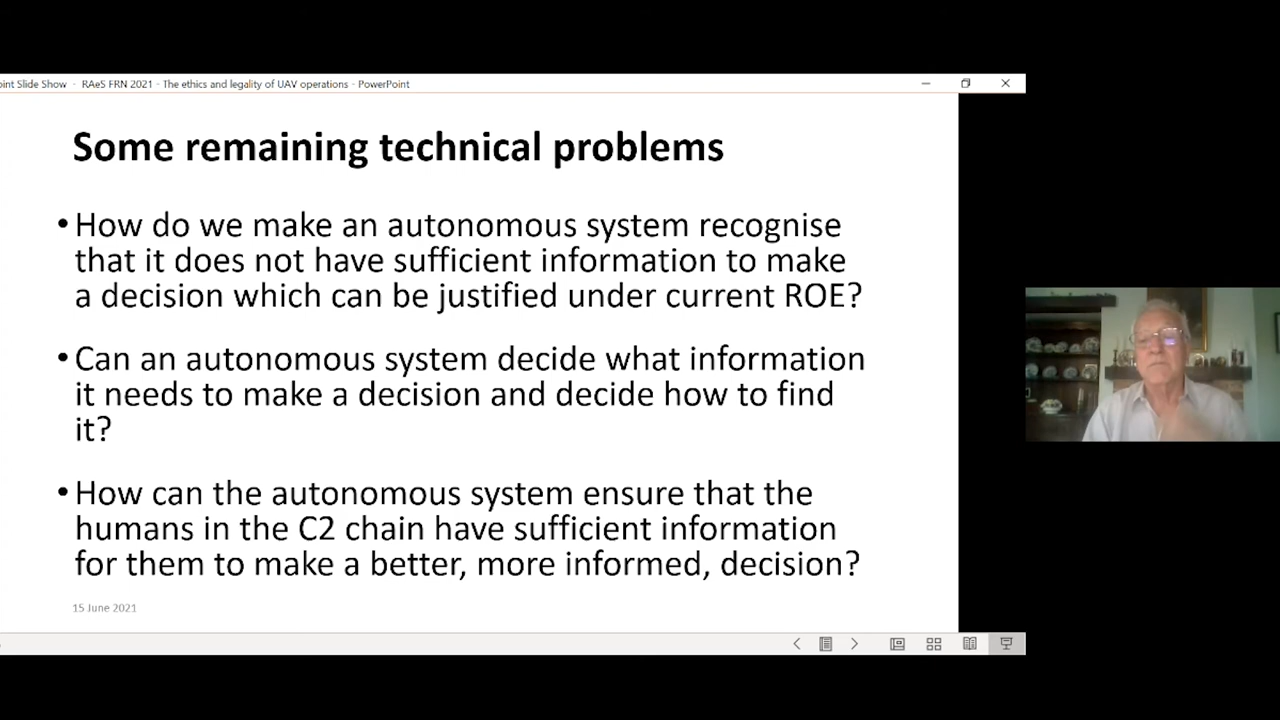 oint Slide Show - RAeS FRN 2021 - The ethics and legality of UAV operations - PowerPoint
Some remaining technical problems
• How do we make an autonomous system recognise
that it does not have sufficient information to make
a decision which can be justified under current ROE?
• Can an autonomous system decide what information
it needs to make a decision and decide how to find
it?
• How can the autonomous system ensure that the
humans in the C2 chain have sufficient information
for them to make a better, more informed, decision?
15 June 2021